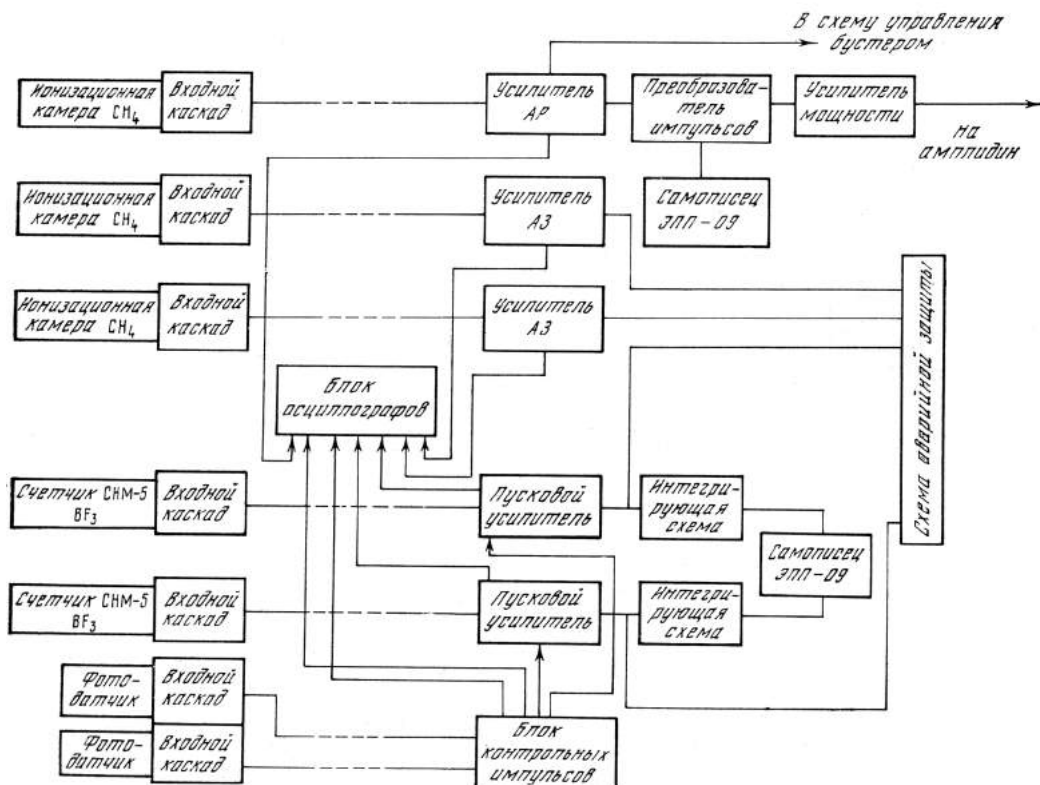 В схему управления
бустером
Ионизационная
камера CH4
Входной
каскад
Усилитель
АР
Преобразова-
тель
импульсов
Усилитель
мощности
на
амплидин
Ионизационная
камера CH4
Входной
каскад
Усилитель
АЗ
Самописец
ЭПП-09
Ионизационная
камера CH4
Входной
каскад
Усилитель
АЗ
Схема аварийной защиты
Блок
осциллографов
Счетчик СНМ-5
BF3
Входной
каскад
Пусковой
усилитель
Интегри-
рующая
схема
Самописец
ЭПП-09
Счетчик СНМ-5
BF3
Входной
каскад
Пусковой
усилитель
Интегри-
рующая
схема
Фото-
датчик
Входной
каскад
Фото-
датчик
Входной
каскад
Блок
контрольных
импульсов